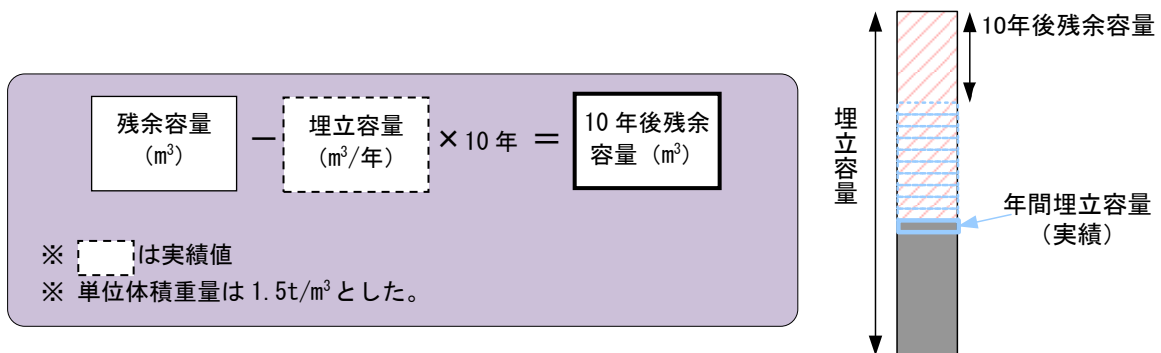 残余容量
(m³)
－
埋立容量
(m³/年)
×10年
＝
10年後残余
容量 (m³)
※ は実績値
※ 単位体積重量は1.5t/m³とした。
10年後残余容量
埋立容量
年間埋立容量
（実績）